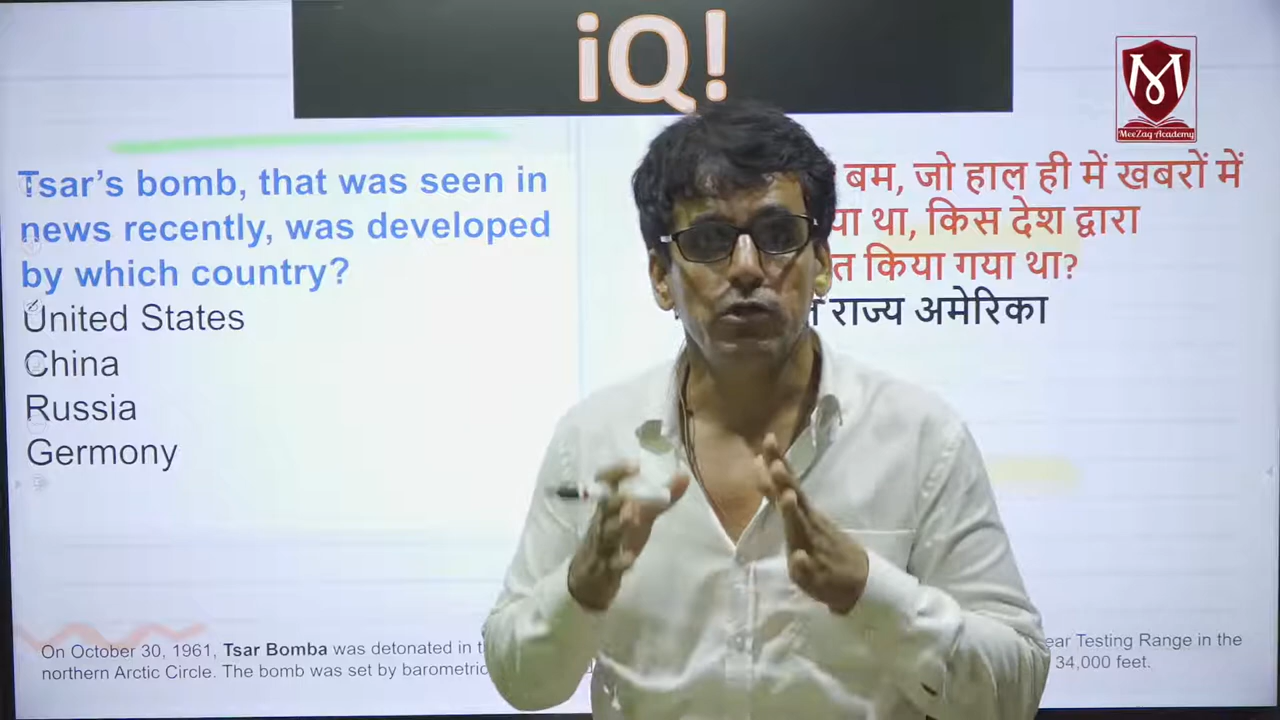 iQ!
MeeZaq Academy
Tsar's bomb, that was seen in
news recently, was developed
by which country?
United States
China
Russia
Germony
बम, जो हाल ही में खबरों में
था, किस देश द्वारा
किया गया था?
राज्य अमेरिका
On October 30, 1961, Tsar Bomba was detonated in
Testing Range in the
northern Arctic Circle. The bomb was set by
34,000 feet.